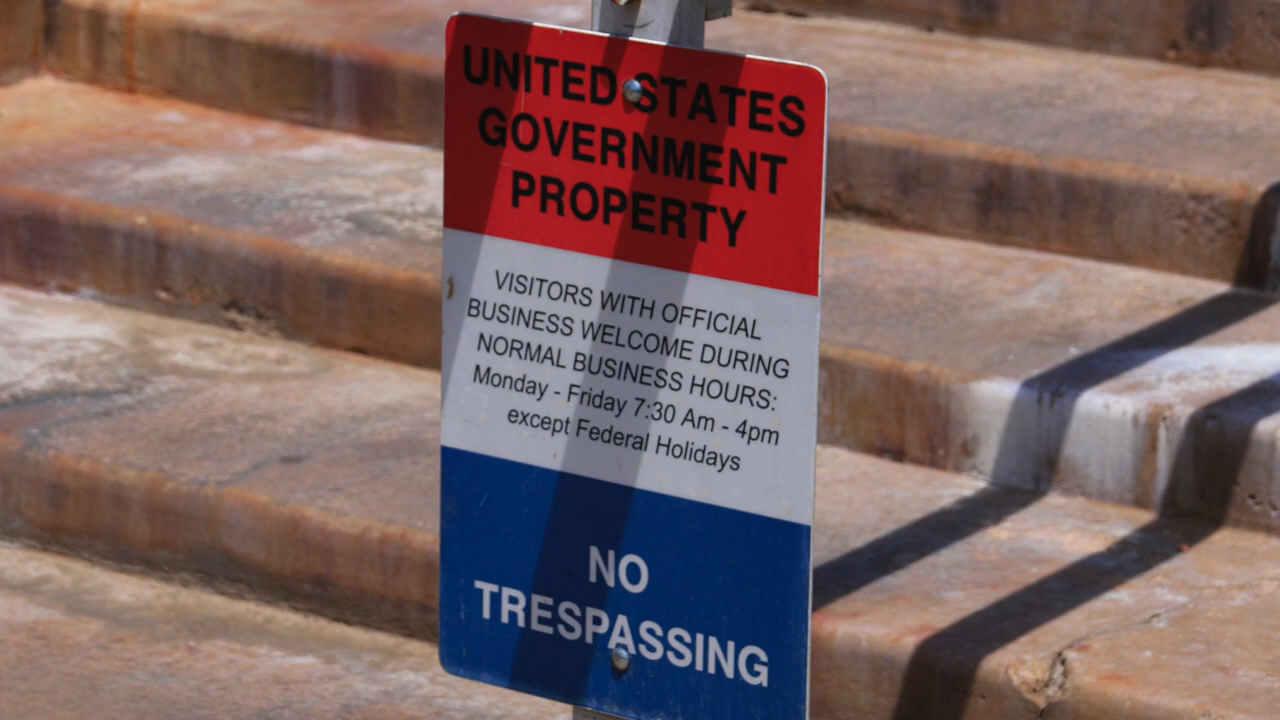 UNITED STATES
GOVERNMENT
PROPERTY
VISITORS WITH OFFICIAL
BUSINESS WELCOME DURING
NORMAL BUSINESS HOURS:
Monday - Friday 7:30 Am - 4pm
except Federal Holidays
NO
TRESPASSING